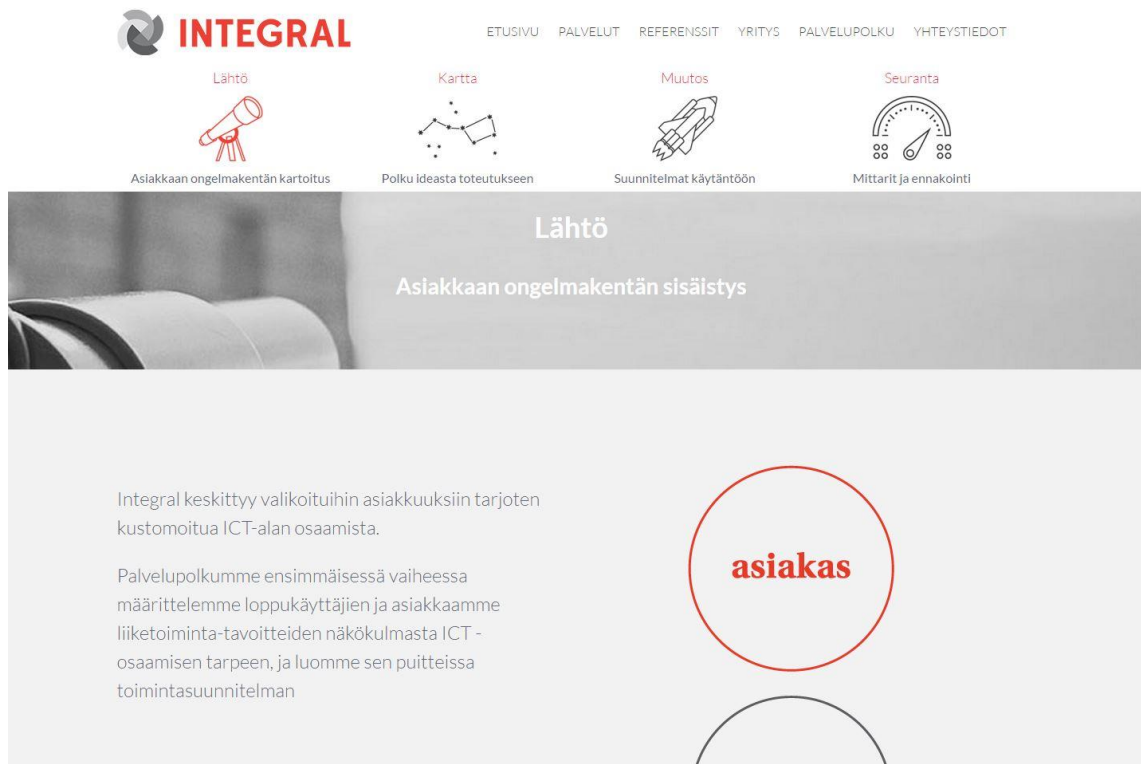 INTEGRAL
ETUSIVU PALVELUT REFERENSSIT YRITYS PALVELUPOLKU YHTEYSTIEDOT
Lähtö Kartta Muutos Seuranta
Asiakkaan ongelmakentän kartoitus Polku ideasta toteutukseen Suunnitelmat käytäntöön Mittarit ja ennakointi
Lähtö
Asiakkaan ongelmakentän sisäistys
Integral keskittyy valikoituihin asiakkuuksiin tarjoten
kustomoitua ICT-alan osaamista.
Palvelupolkumme ensimmäisessä vaiheessa
määrittelemme loppukäyttäjien ja asiakkaamme
liiketoiminta-tavoitteiden näkökulmasta ICT -
osaamisen tarpeen, ja luomme sen puitteissa
toimintasuunnitelman
asiakas